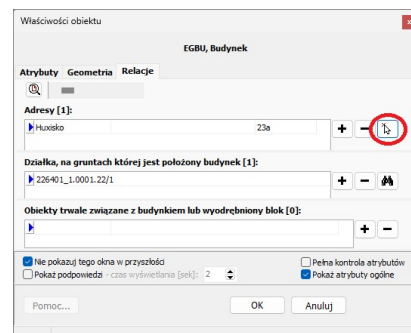 Właściwości obiektu
x
EGBU, Budynek
Atrybuty Geometria Relacje
Adresy [1]:
Huxisko 23a
Działka, na gruntach której jest położony budynek [1]:
226401_1.0001.22/1
Obiekty trwale związane z budynkiem lub wyodrębniony blok [0]:
Nie pokazuj tego okna w przyszłości
Pełna kontrola atrybutów
Pokaż podpowiedzi - czas wyświetlania [sek]: 2
Pokaż atrybuty ogólne
Pomoc... OK Anuluj